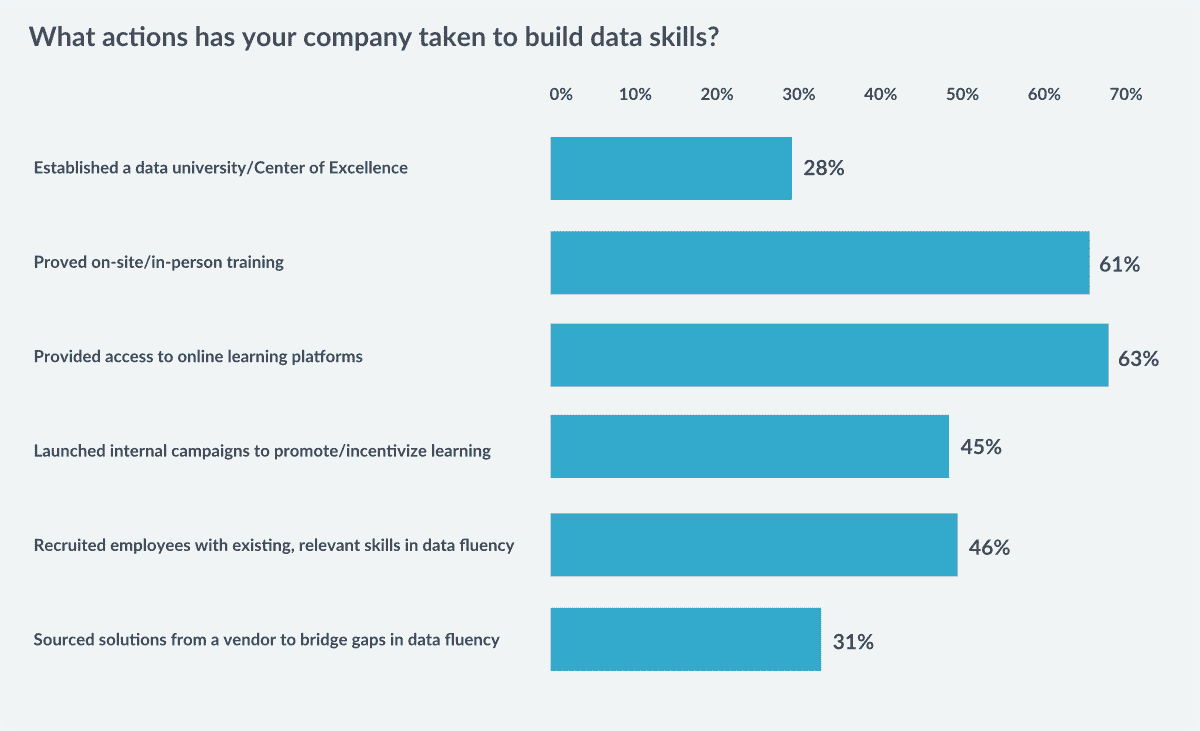 What actions has your company taken to build data skills?
0% 10% 20% 30% 40% 50% 60% 70%
Established a data university/Center of Excellence 28%
Proved on-site/in-person training 61%
Provided access to online learning platforms 63%
Launched internal campaigns to promote/incentivize learning 45%
Recruited employees with existing, relevant skills in data fluency 46%
Sourced solutions from a vendor to bridge gaps in data fluency 31%